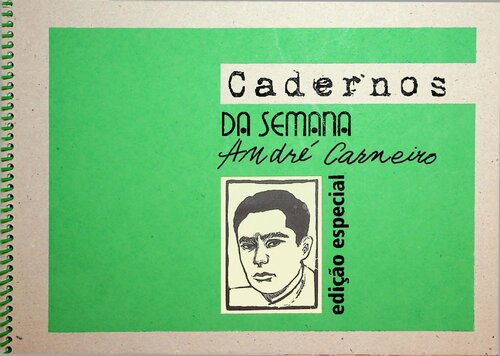 Cadernos
DA SEMANA
André Carneiro
edição especial